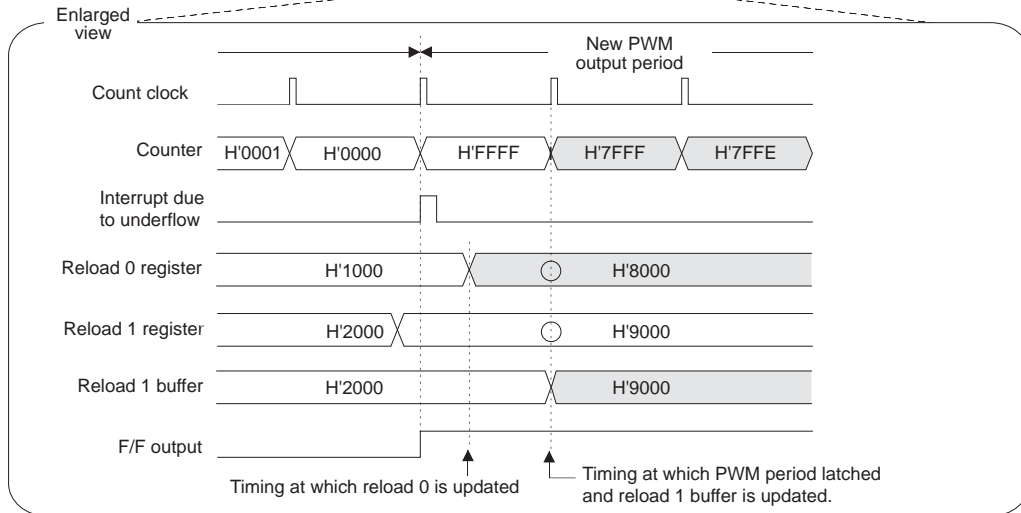 Enlarged
view
New PWM
output period
Count clock
Counter H'0001 H'0000 H'FFFF H'7FFF H'7FFE
Interrupt due
to underflow
Reload 0 register H'1000 H'8000
Reload 1 register H'2000 H'9000
Reload 1 buffer H'2000 H'9000
F/F output
Timing at which reload 0 is updated
Timing at which PWM period latched
and reload 1 buffer is updated.